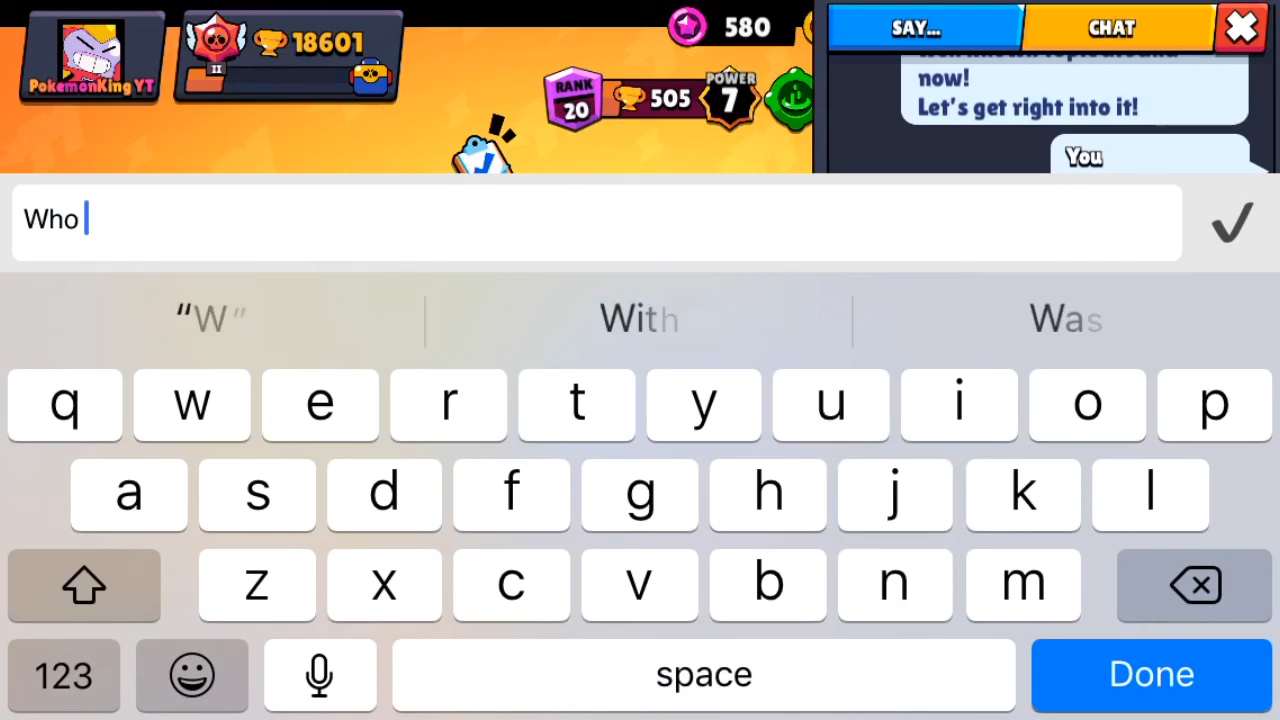 PokemonKing YT
II
18601
580
RANK
20
505
POWER
7
SAY...
CHAT
now!
Let's get right into it!
You
Who
“W”
With
Was
q w e r t y u i o p
a s d f g h j k l
z x c v b n m
123
space
Done